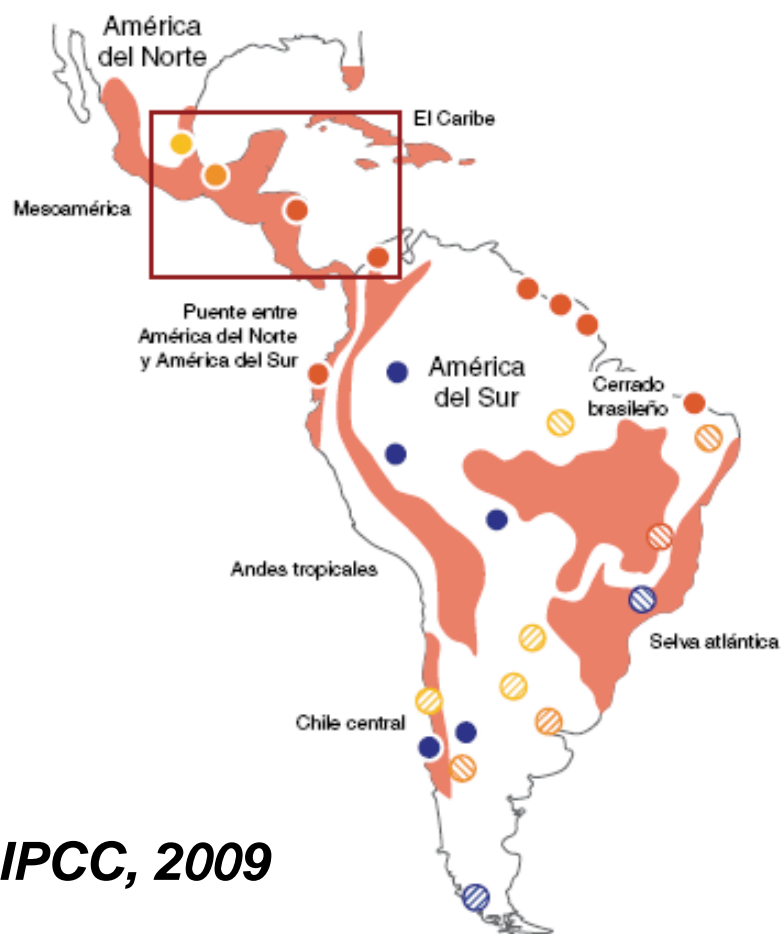 América
del Norte
El Caribe
Mesoamérica
Puente entre
América del Norte
y América del Sur
América
del Sur
Cerrado
brasileño
Andes tropicales
Selva atlántica
Chile central
IPCC, 2009